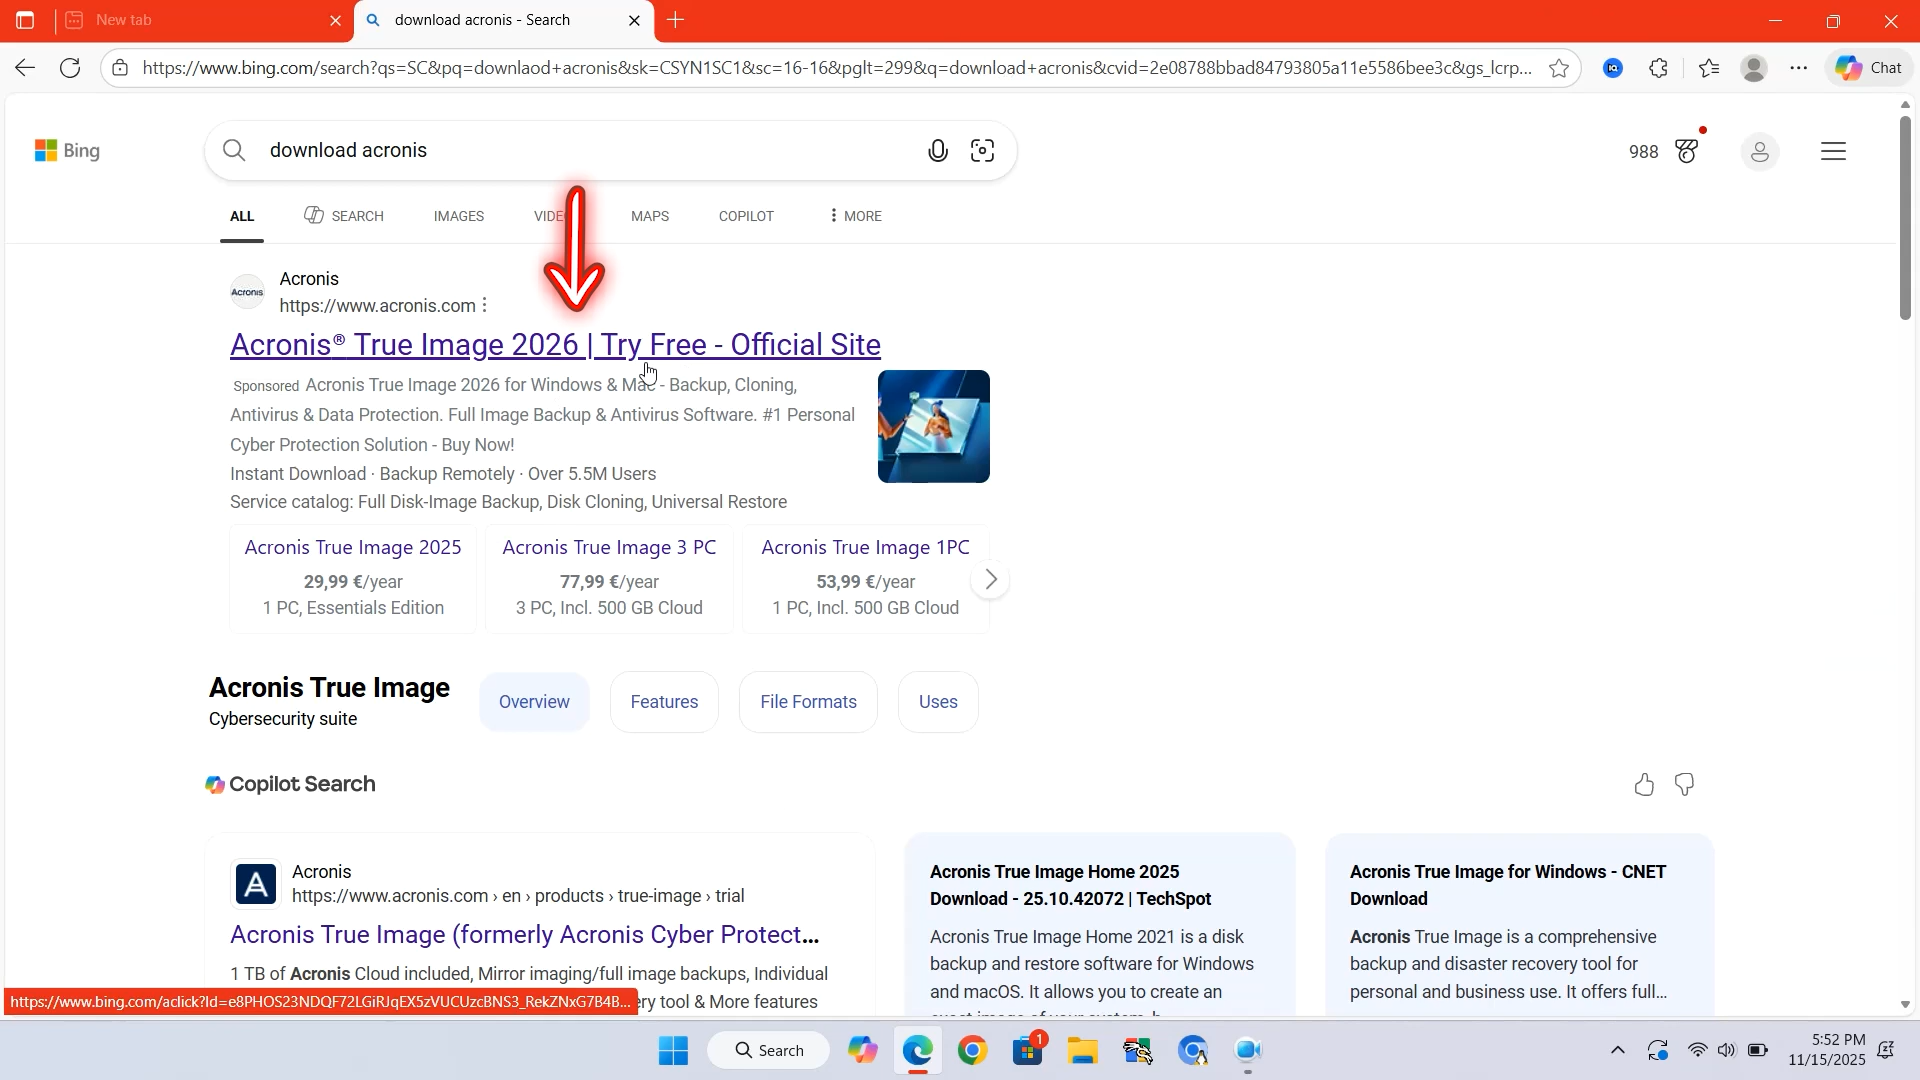 New tab
download acronis - Search
https://www.bing.com/search?qs=SC&pq=downlaod+acronis&sk=CSYN1SC1&sc=16-16&pglt=299&q=download+acronis&cvid=2e08788bbad84793805a11e5586bee3c&gs_lcrp...
Chat
Bing
download acronis
988
ALL
SEARCH
IMAGES
MAPS
COPILOT
MORE
Acronis
Acronis
https://www.acronis.com
Acronis® True Image 2026 | Try Free - Official Site
Sponsored Acronis True Image 2026 for Windows & Mac - Backup, Cloning,
Antivirus & Data Protection. Full Image Backup & Antivirus Software. #1 Personal
Cyber Protection Solution - Buy Now!
Instant Download · Backup Remotely · Over 5.5M Users
Service catalog: Full Disk-Image Backup, Disk Cloning, Universal Restore
Acronis True Image 2025
29,99 €/year
1 PC, Essentials Edition
Acronis True Image 3 PC
77,99 €/year
3 PC, Incl. 500 GB Cloud
Acronis True Image 1PC
53,99 €/year
1 PC, Incl. 500 GB Cloud
Acronis True Image
Cybersecurity suite
Overview
Features
File Formats
Uses
Copilot Search
A
Acronis
https://www.acronis.com › en › products › true-image › trial
Acronis True Image (formerly Acronis Cyber Protect...
1 TB of Acronis Cloud included, Mirror imaging/full image backups, Individual
ery tool & More features
Acronis True Image Home 2025
Download - 25.10.42072 | TechSpot
Acronis True Image Home 2021 is a disk
backup and restore software for Windows
and macOS. It allows you to create an
Acronis True Image for Windows - CNET
Download
Acronis True Image is a comprehensive
backup and disaster recovery tool for
personal and business use. It offers full...
https://www.bing.com/aclick?ld=e8PHOS23NDQF72LGiRJqEX5zVUCUzcBNS3_RekZNxG7B4B...
Search
1
5:52 PM
11/15/2025